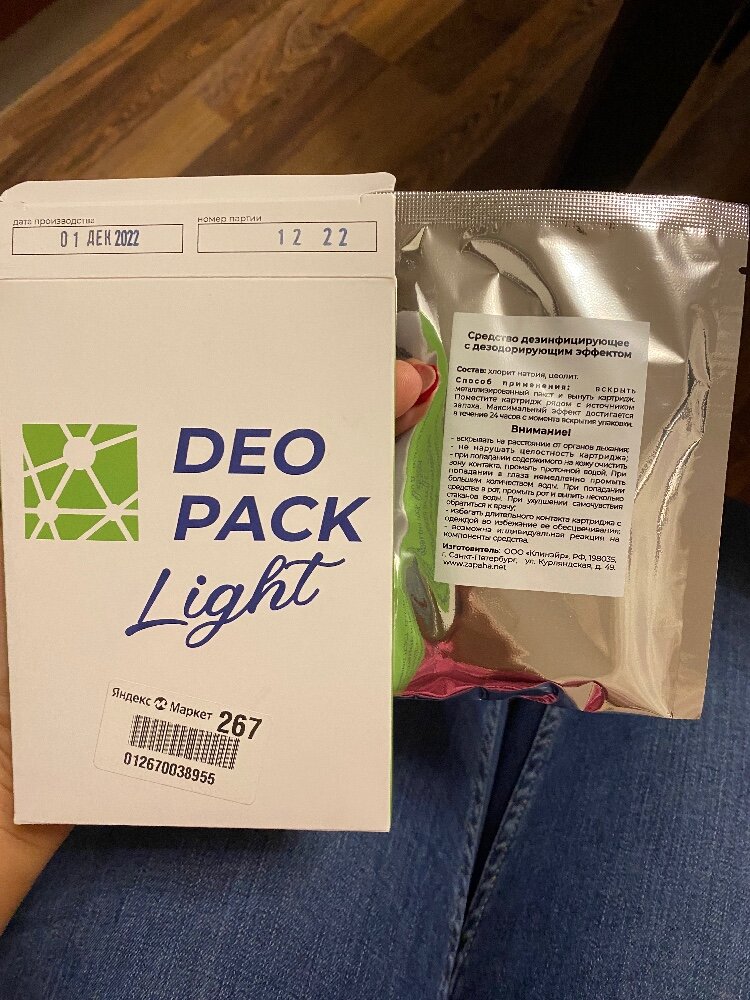 дата производства
01 ДЕК 2022
номер партии
12 22
DEO
PACK
Light
Яндекс Маркет 267
012670038955
Средство дезинфицирующее
с дезодорирующим эффектом
Состав: хлорит натрия, цеолит.
Способ применения: вскрыть
металлизированный пакет и вынуть картридж.
Поместите картридж рядом с источником
запаха. Максимальный эффект достигается
в течение 24 часов с момента вскрытия упаковки.
Внимание!
- вскрывать на расстоянии от органов дыхания;
- не нарушать целостность картриджа;
- при попадании содержимого на кожу очистить
зону контакта, промыть проточной водой. При
попадании в глаза немедленно промыть
большим количеством воды. При попадании
средства в рот, промыть рот и выпить несколько
стаканов воды. При ухудшении самочувствия
обратиться к врачу;
- избегать длительного контакта картриджа с
одеждой во избежание ее обесцвечивания;
- возможна индивидуальная реакция на
компоненты средства.
Изготовитель: ООО «Клинэйр», РФ, 198035,
г. Санкт-Петербург, ул. Курляндская, д. 49.
www.zapaha.net